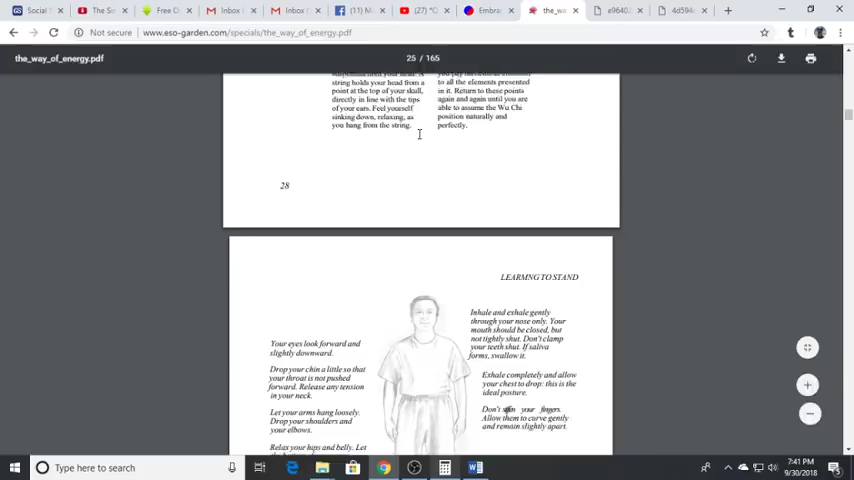 Social
The Sin
Free O
Inbox (
Inbox (
(11) M
(27) *C
Embra
the_wa
e9640
4d594
Not secure | www.eso-garden.com/specials/the_way_of_energy.pdf
the_way_of_energy.pdf
25 / 165
suspended from your head. A
string holds your head from a
point at the top of your skull,
directly in line with the tips
of your ears. Feel yourself
sinking down, relaxing, as
you hang from the string.
to all the elements presented
in it. Return to these points
again and again until you are
able to assume the Wu Chi
position naturally and
perfectly.
28
LEARMNG TO STAND
Your eyes look forward and
slightly downward.
Drop your chin a little so that
your throat is not pushed
forward. Release any tension
in your neck.
Let your arms hang loosely.
Drop your shoulders and
your elbows.
Relax your hips and belly. Let
Inhale and exhale gently
through your nose only. Your
mouth should be closed, but
not tightly shut. Don't clamp
your teeth shut. If saliva
forms, swallow it.
Exhale completely and allow
your chest to drop: this is the
ideal posture.
Don't your fingers.
Allow them to curve gently
and remain slightly apart.
Type here to search
7:41 PM
9/30/2018